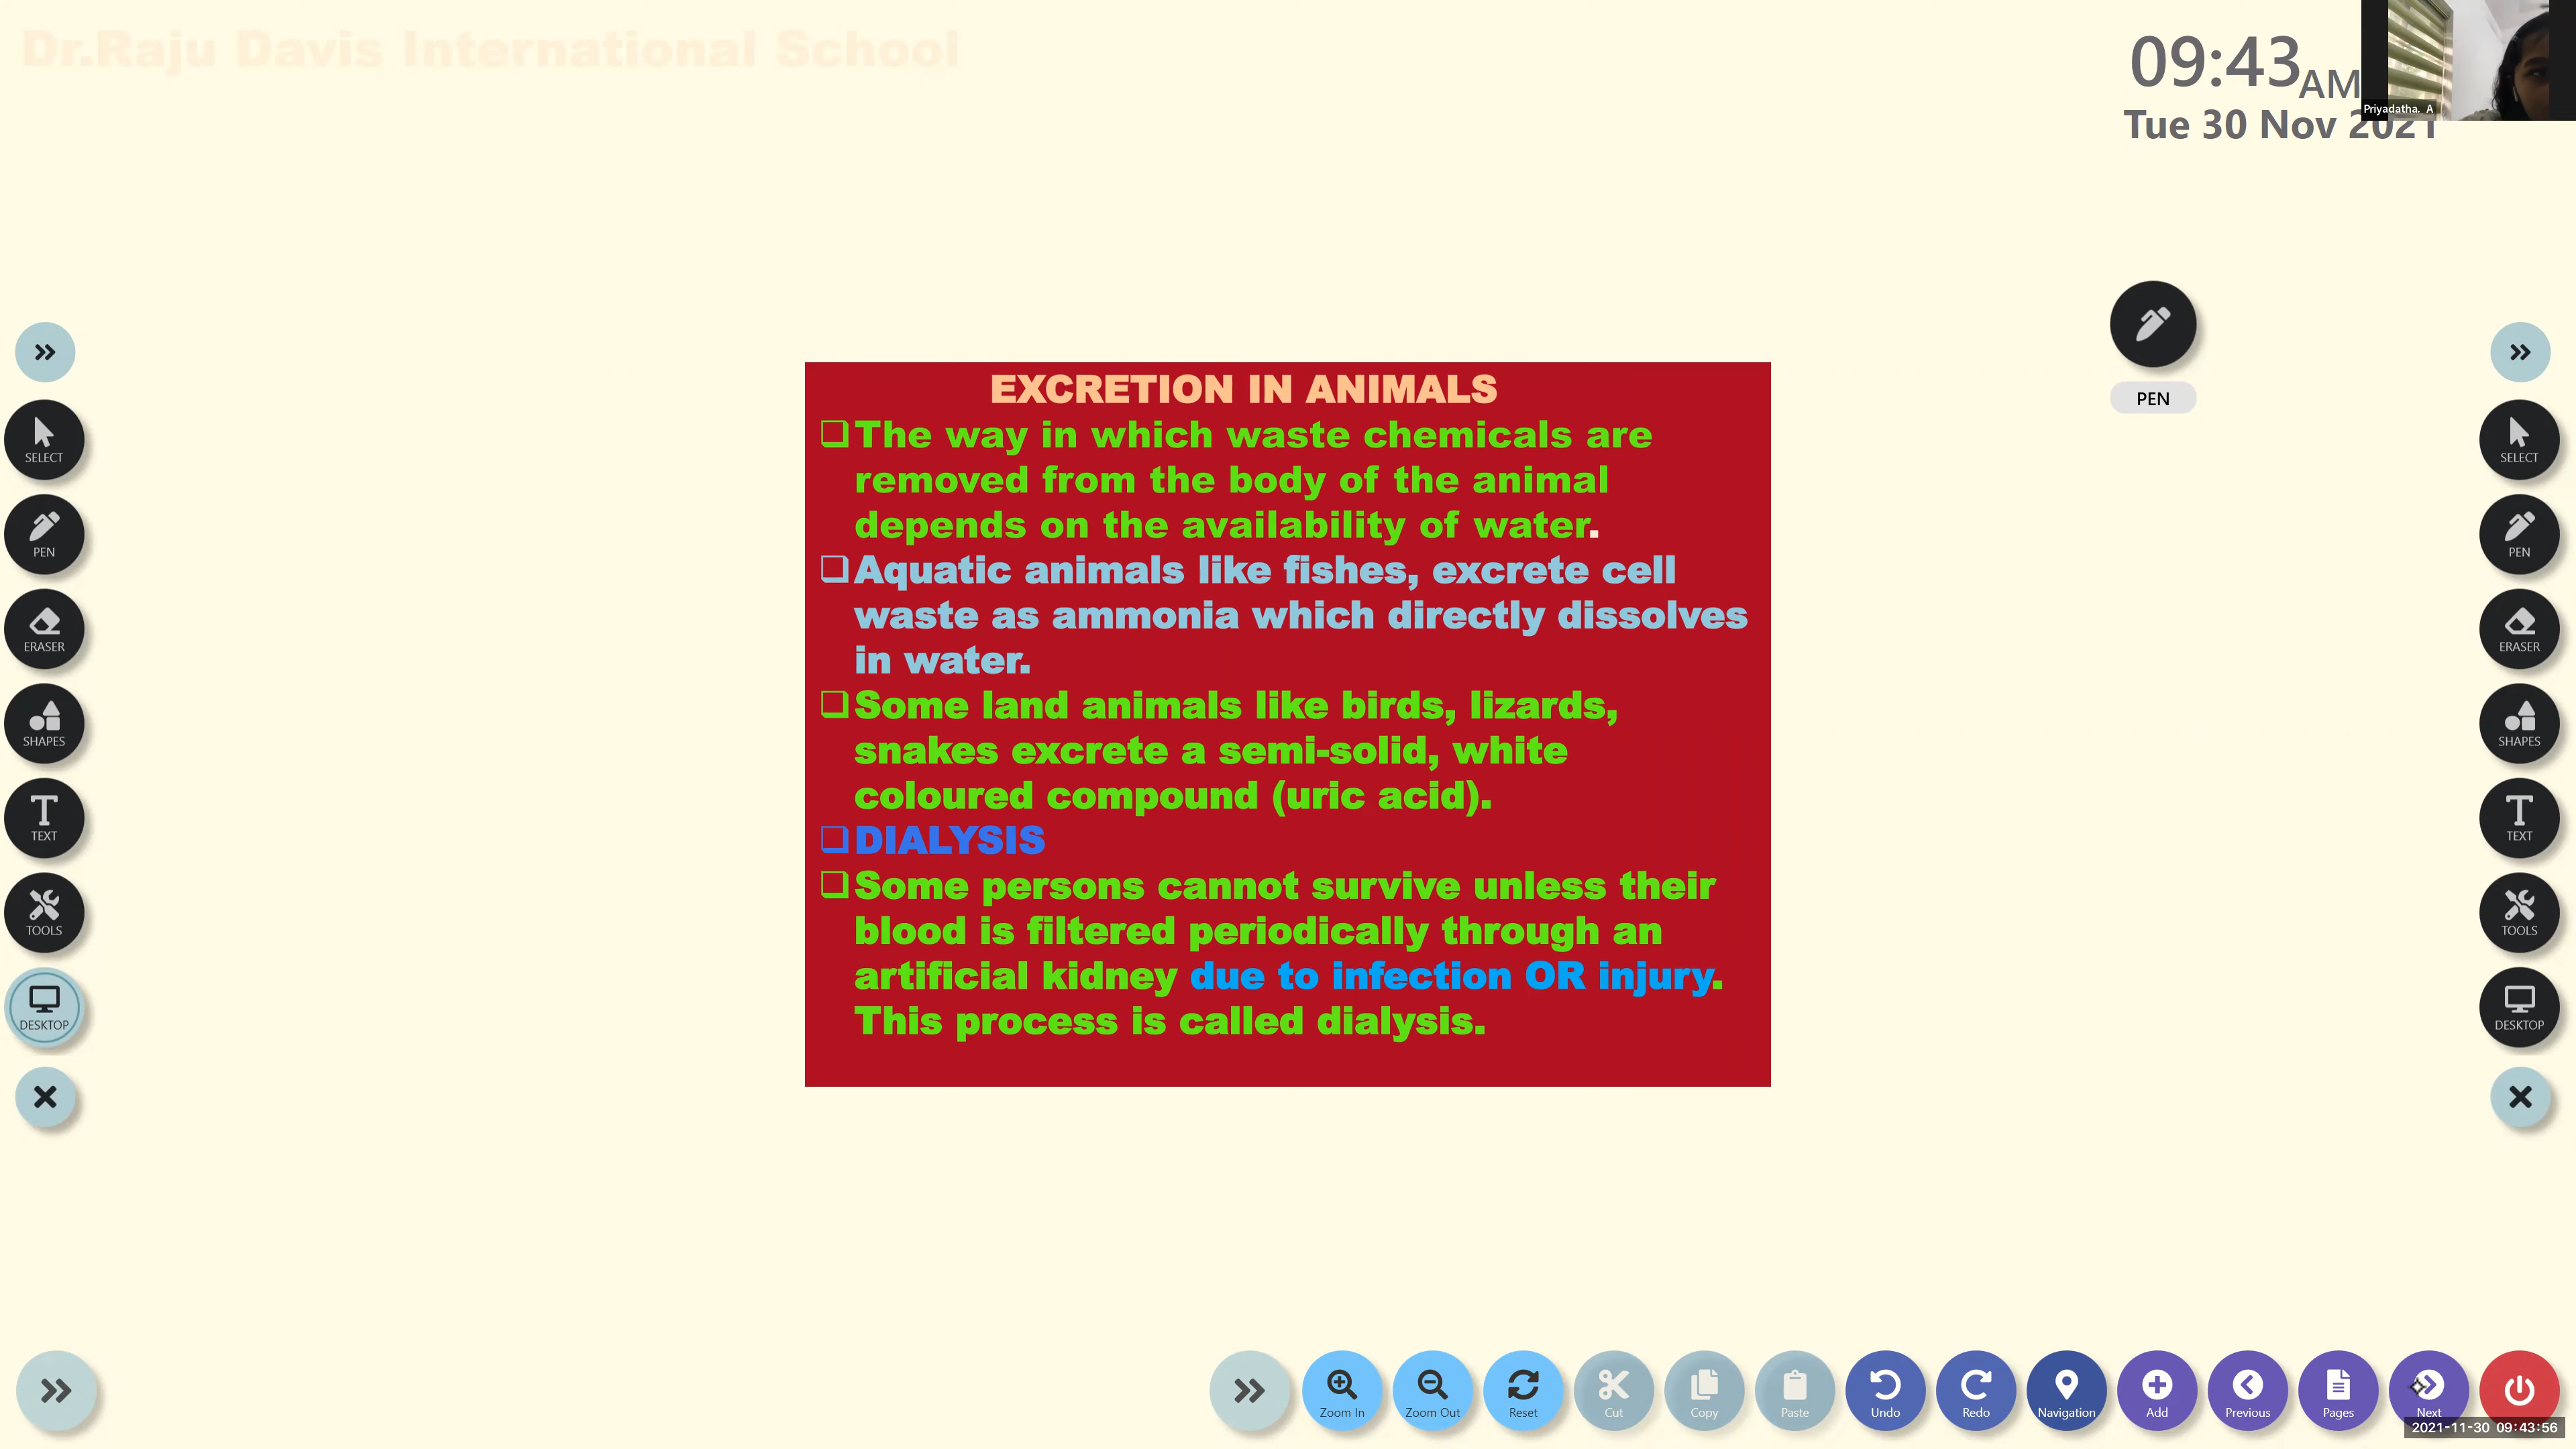 Dr.Raju Davis International School
09:43 AM
Tue 30 Nov 2021
Priyadatha. A
PEN
EXCRETION IN ANIMALS
❑The way in which waste chemicals are
removed from the body of the animal
depends on the availability of water.
❑Aquatic animals like fishes, excrete cell
waste as ammonia which directly dissolves
in water.
❑Some land animals like birds, lizards,
snakes excrete a semi-solid, white
coloured compound (uric acid).
❑DIALYSIS
❑Some persons cannot survive unless their
blood is filtered periodically through an
artificial kidney due to infection OR injury.
This process is called dialysis.
SELECT
PEN
ERASER
SHAPES
TEXT
TOOLS
DESKTOP
SELECT
PEN
ERASER
SHAPES
TEXT
TOOLS
DESKTOP
Zoom In
Zoom Out
Reset
Cut
Copy
Paste
Undo
Redo
Navigation
Add
Previous
Pages
Next
2021-11-30 09:43:56